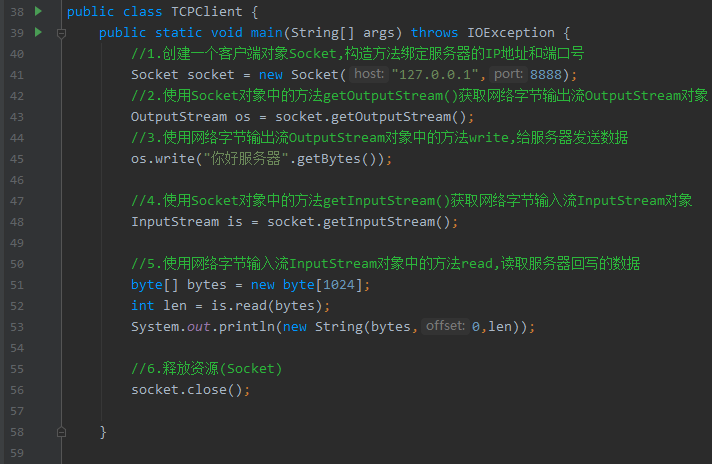 38 public class TCPClient {
39 public static void main(String[] args) throws IOException {
40 //1.创建一个客户端对象Socket,构造方法绑定服务器的IP地址和端口号
41 Socket socket = new Socket( host: "127.0.0.1", port: 8888);
42 //2.使用Socket对象中的方法getOutputStream()获取网络字节输出流OutputStream对象
43 OutputStream os = socket.getOutputStream();
44 //3.使用网络字节输出流OutputStream对象中的方法write,给服务器发送数据
45 os.write("你好服务器".getBytes());
46
47 //4.使用Socket对象中的方法getInputStream()获取网络字节输入流InputStream对象
48 InputStream is = socket.getInputStream();
49
50 //5.使用网络字节输入流InputStream对象中的方法read,读取服务器回写的数据
51 byte[] bytes = new byte[1024];
52 int len = is.read(bytes);
53 System.out.println(new String(bytes, offset: 0,len));
54
55 //6.释放资源(Socket)
56 socket.close();
57
58 }
59